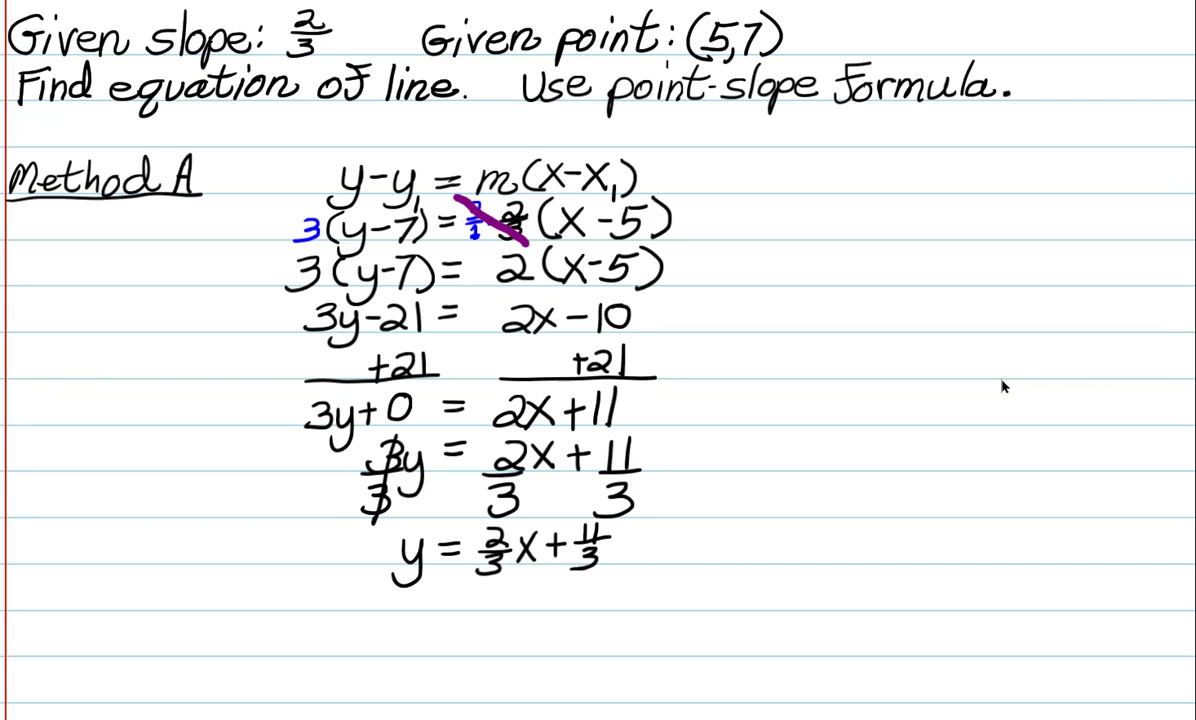 Given slope: 2/3 Given point: (5,7)
Find equation of line. Use point-slope formula.
Method A y-y₁ = m(x-x₁)
3(y-7) = 3/1 2/3 (x-5)
3(y-7) = 2(x-5)
3y-21 = 2x-10
+21 +21
3y+0 = 2x+11
3y/3 = 2x/3 + 11/3
y = 2/3 x + 11/3